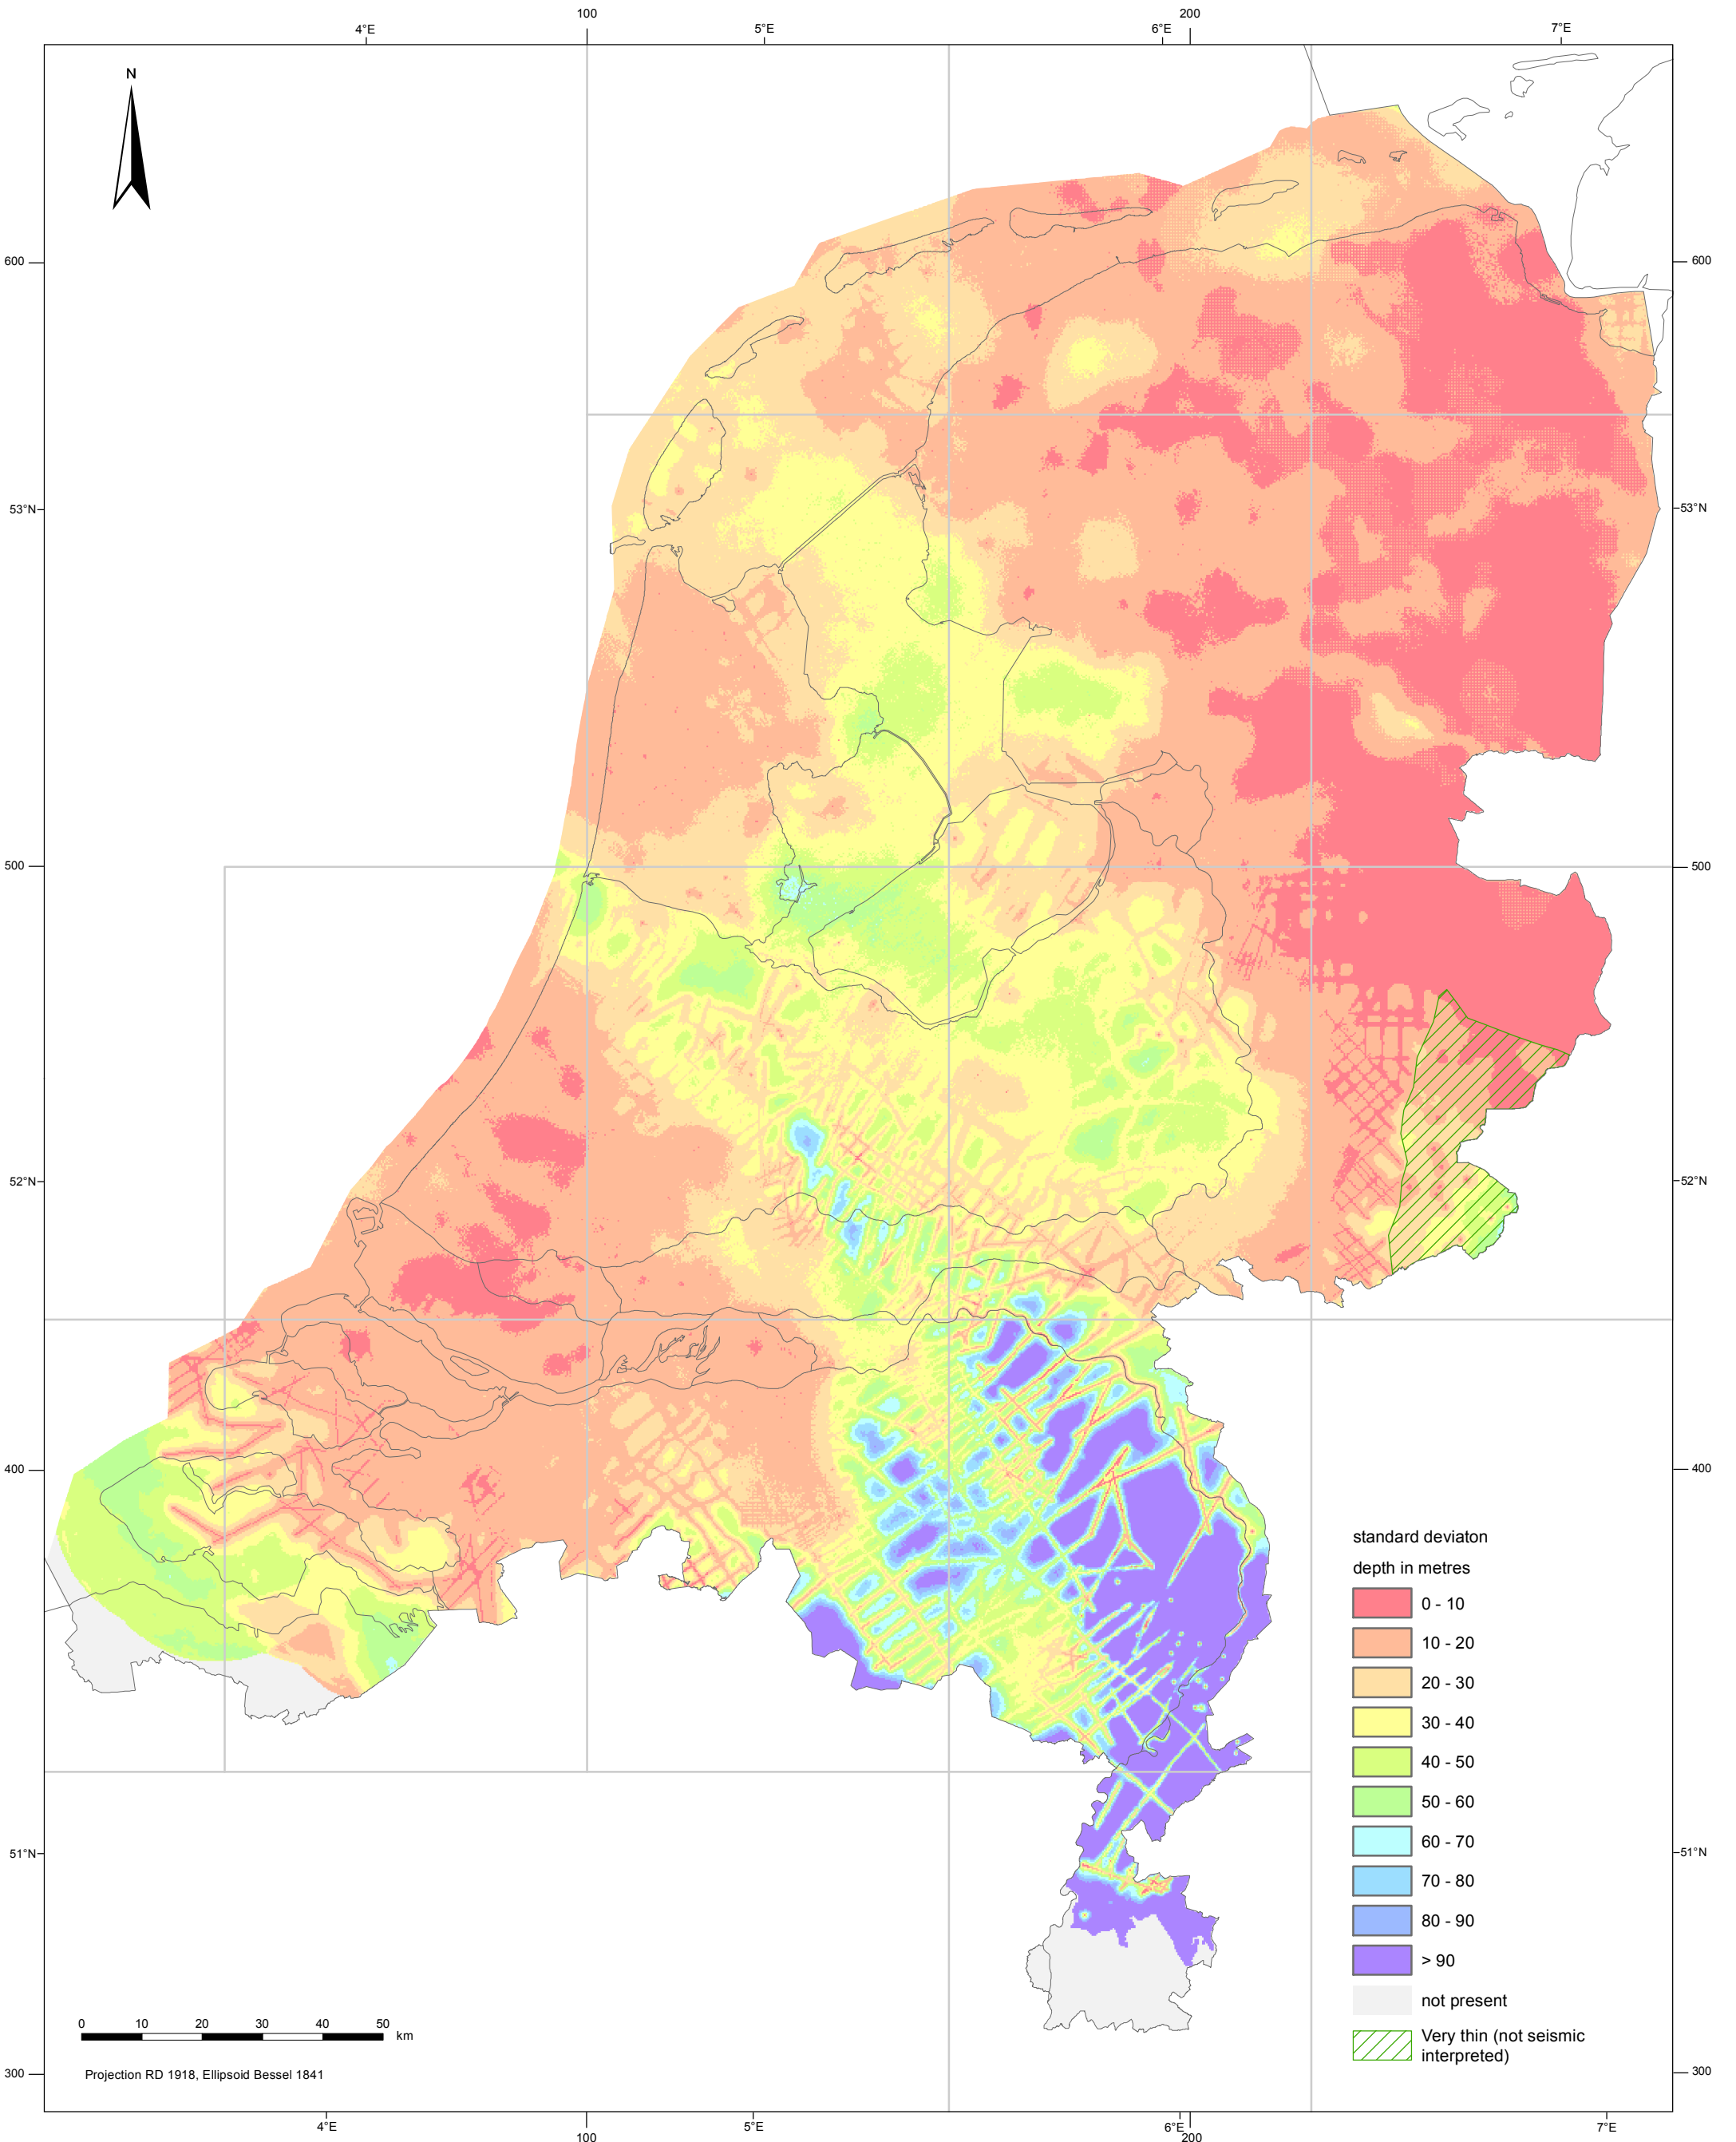 100
200
4°E
5°E
6°E
7°E
N
600
600
53°N
53°N
500
500
52°N
52°N
400
400
standard deviaton
depth in metres
0 - 10
10 - 20
20 - 30
30 - 40
40 - 50
50 - 60
60 - 70
70 - 80
80 - 90
> 90
not present
Very thin (not seismic
interpreted)
51°N
51°N
0 10 20 30 40 50 km
Projection RD 1918, Ellipsoid Bessel 1841
300
300
4°E
5°E
6°E
7°E
100
200